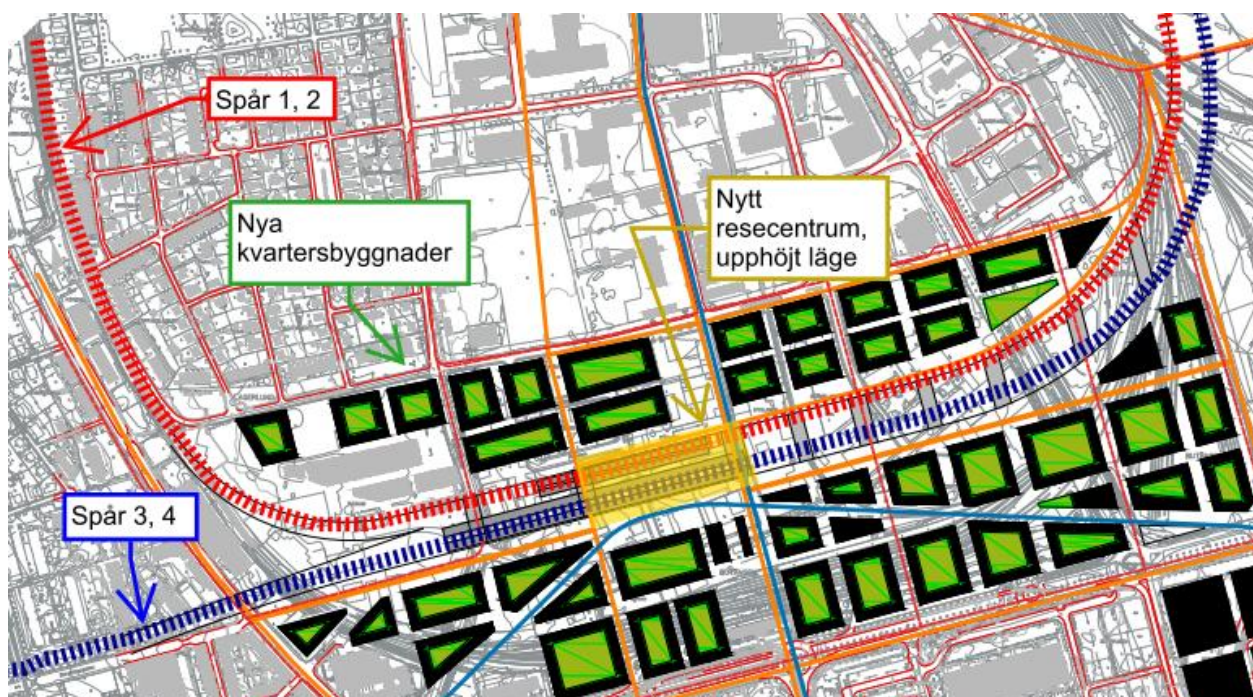 Spår 1, 2
Nya
kvartersbyggnader
Nytt
resecentrum,
upphöjt läge
Spår 3, 4